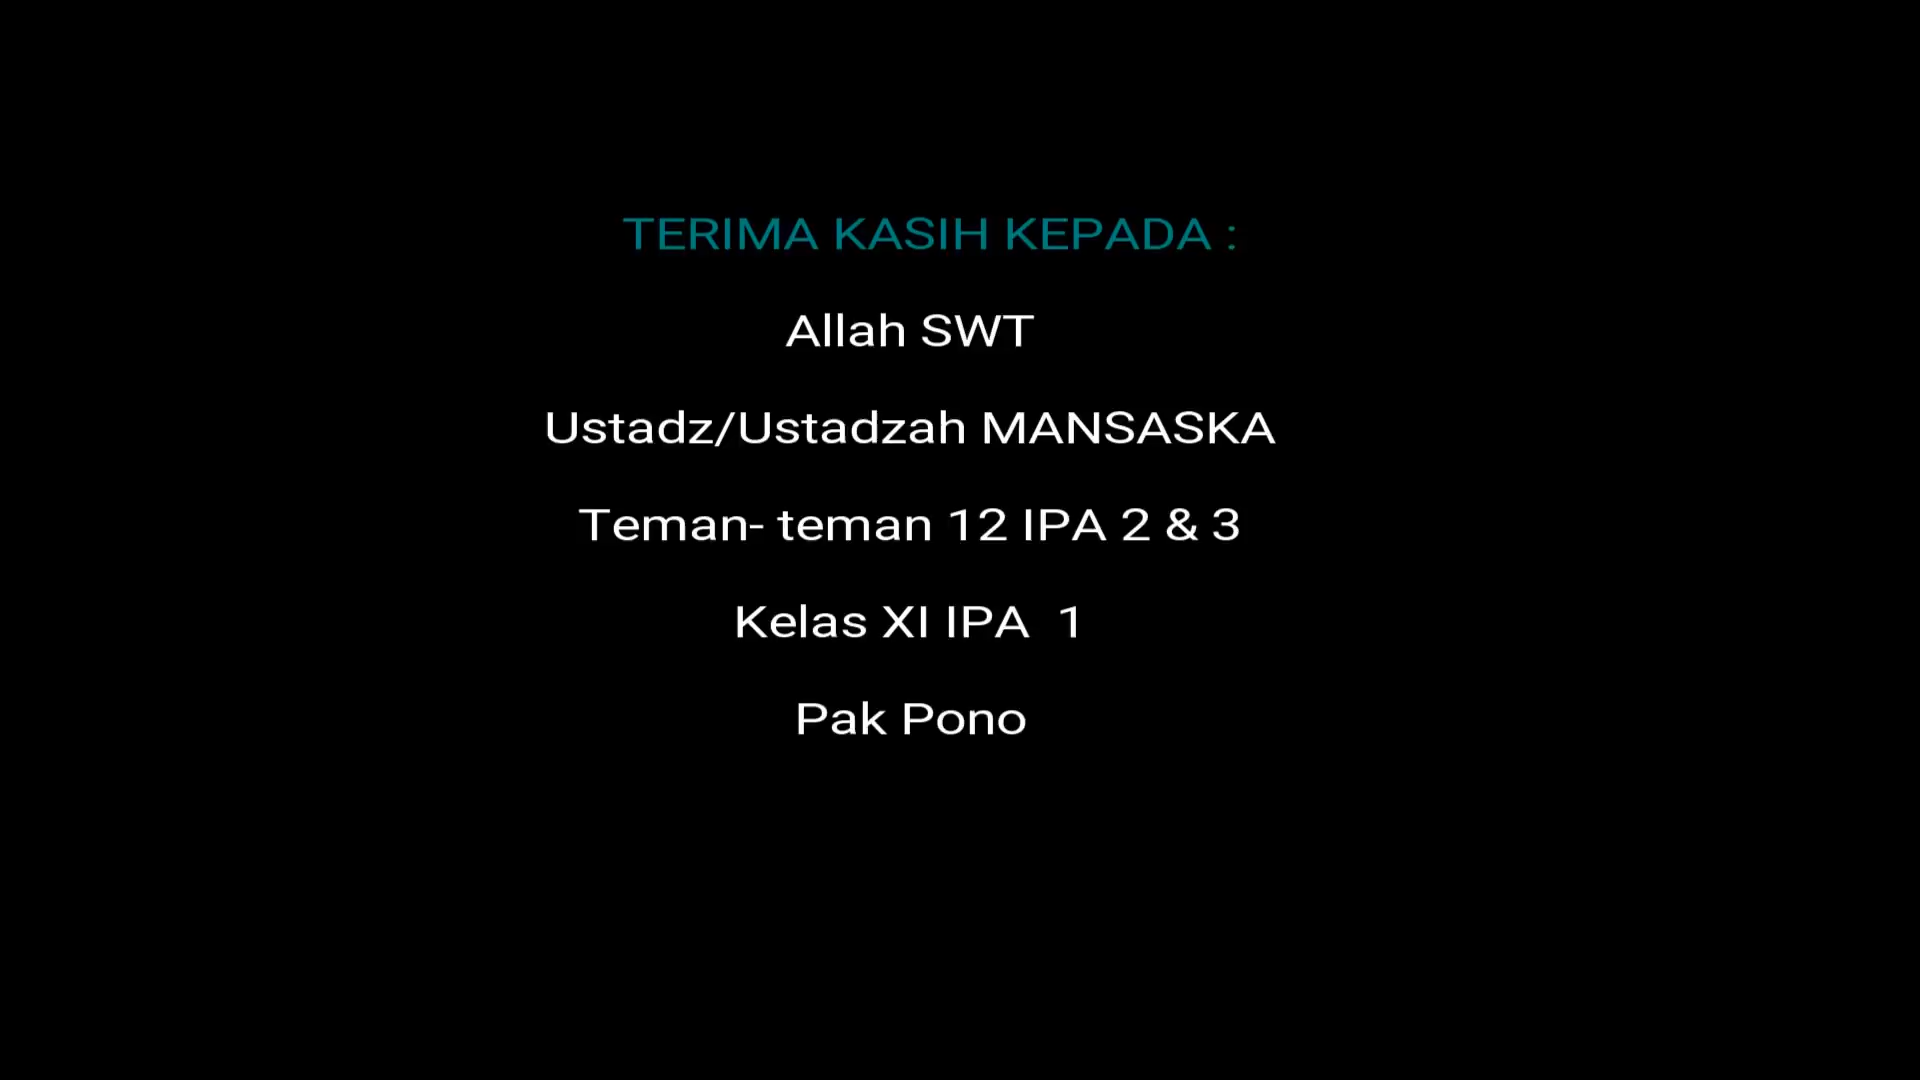 TERIMA KASIH KEPADA :
Allah SWT
Ustadz/Ustadzah MANSASKA
Teman- teman 12 IPA 2 & 3
Kelas XI IPA  1
Pak Pono